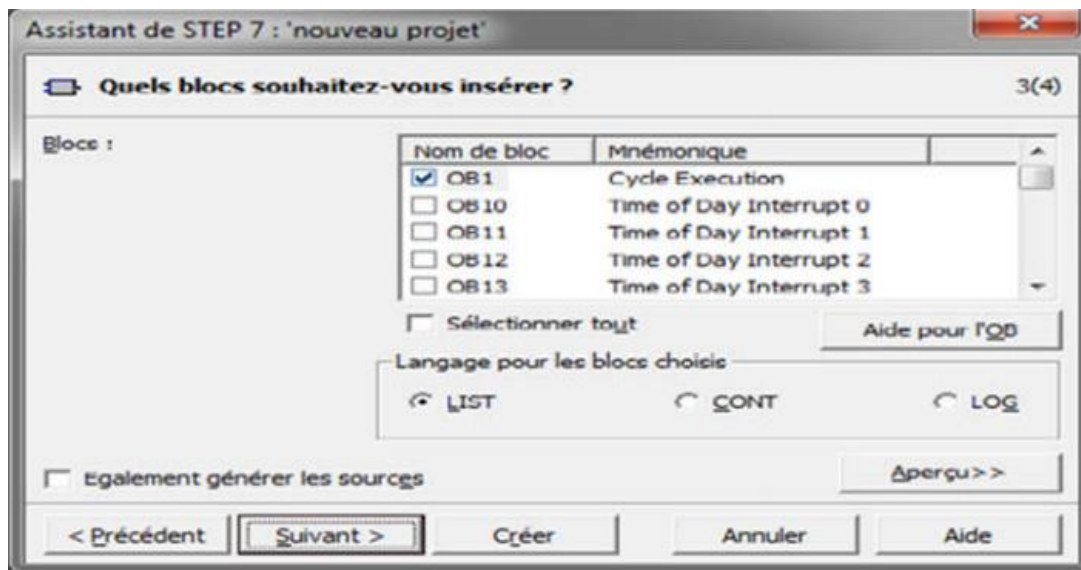 Assistant de STEP 7 : 'nouveau projet'
Quels blocs souhaitez-vous insérer ? 3(4)
Blocs :
Nom de bloc Mnémonique
OB1 Cycle Execution
OB10 Time of Day Interrupt 0
OB11 Time of Day Interrupt 1
OB12 Time of Day Interrupt 2
OB13 Time of Day Interrupt 3
Sélectionner tout
Aide pour l'OB
Langage pour les blocs choisis
LIST CONT LOG
Egalement générer les sources
Aperçu>>
< Précédent Suivant > Créer Annuler Aide